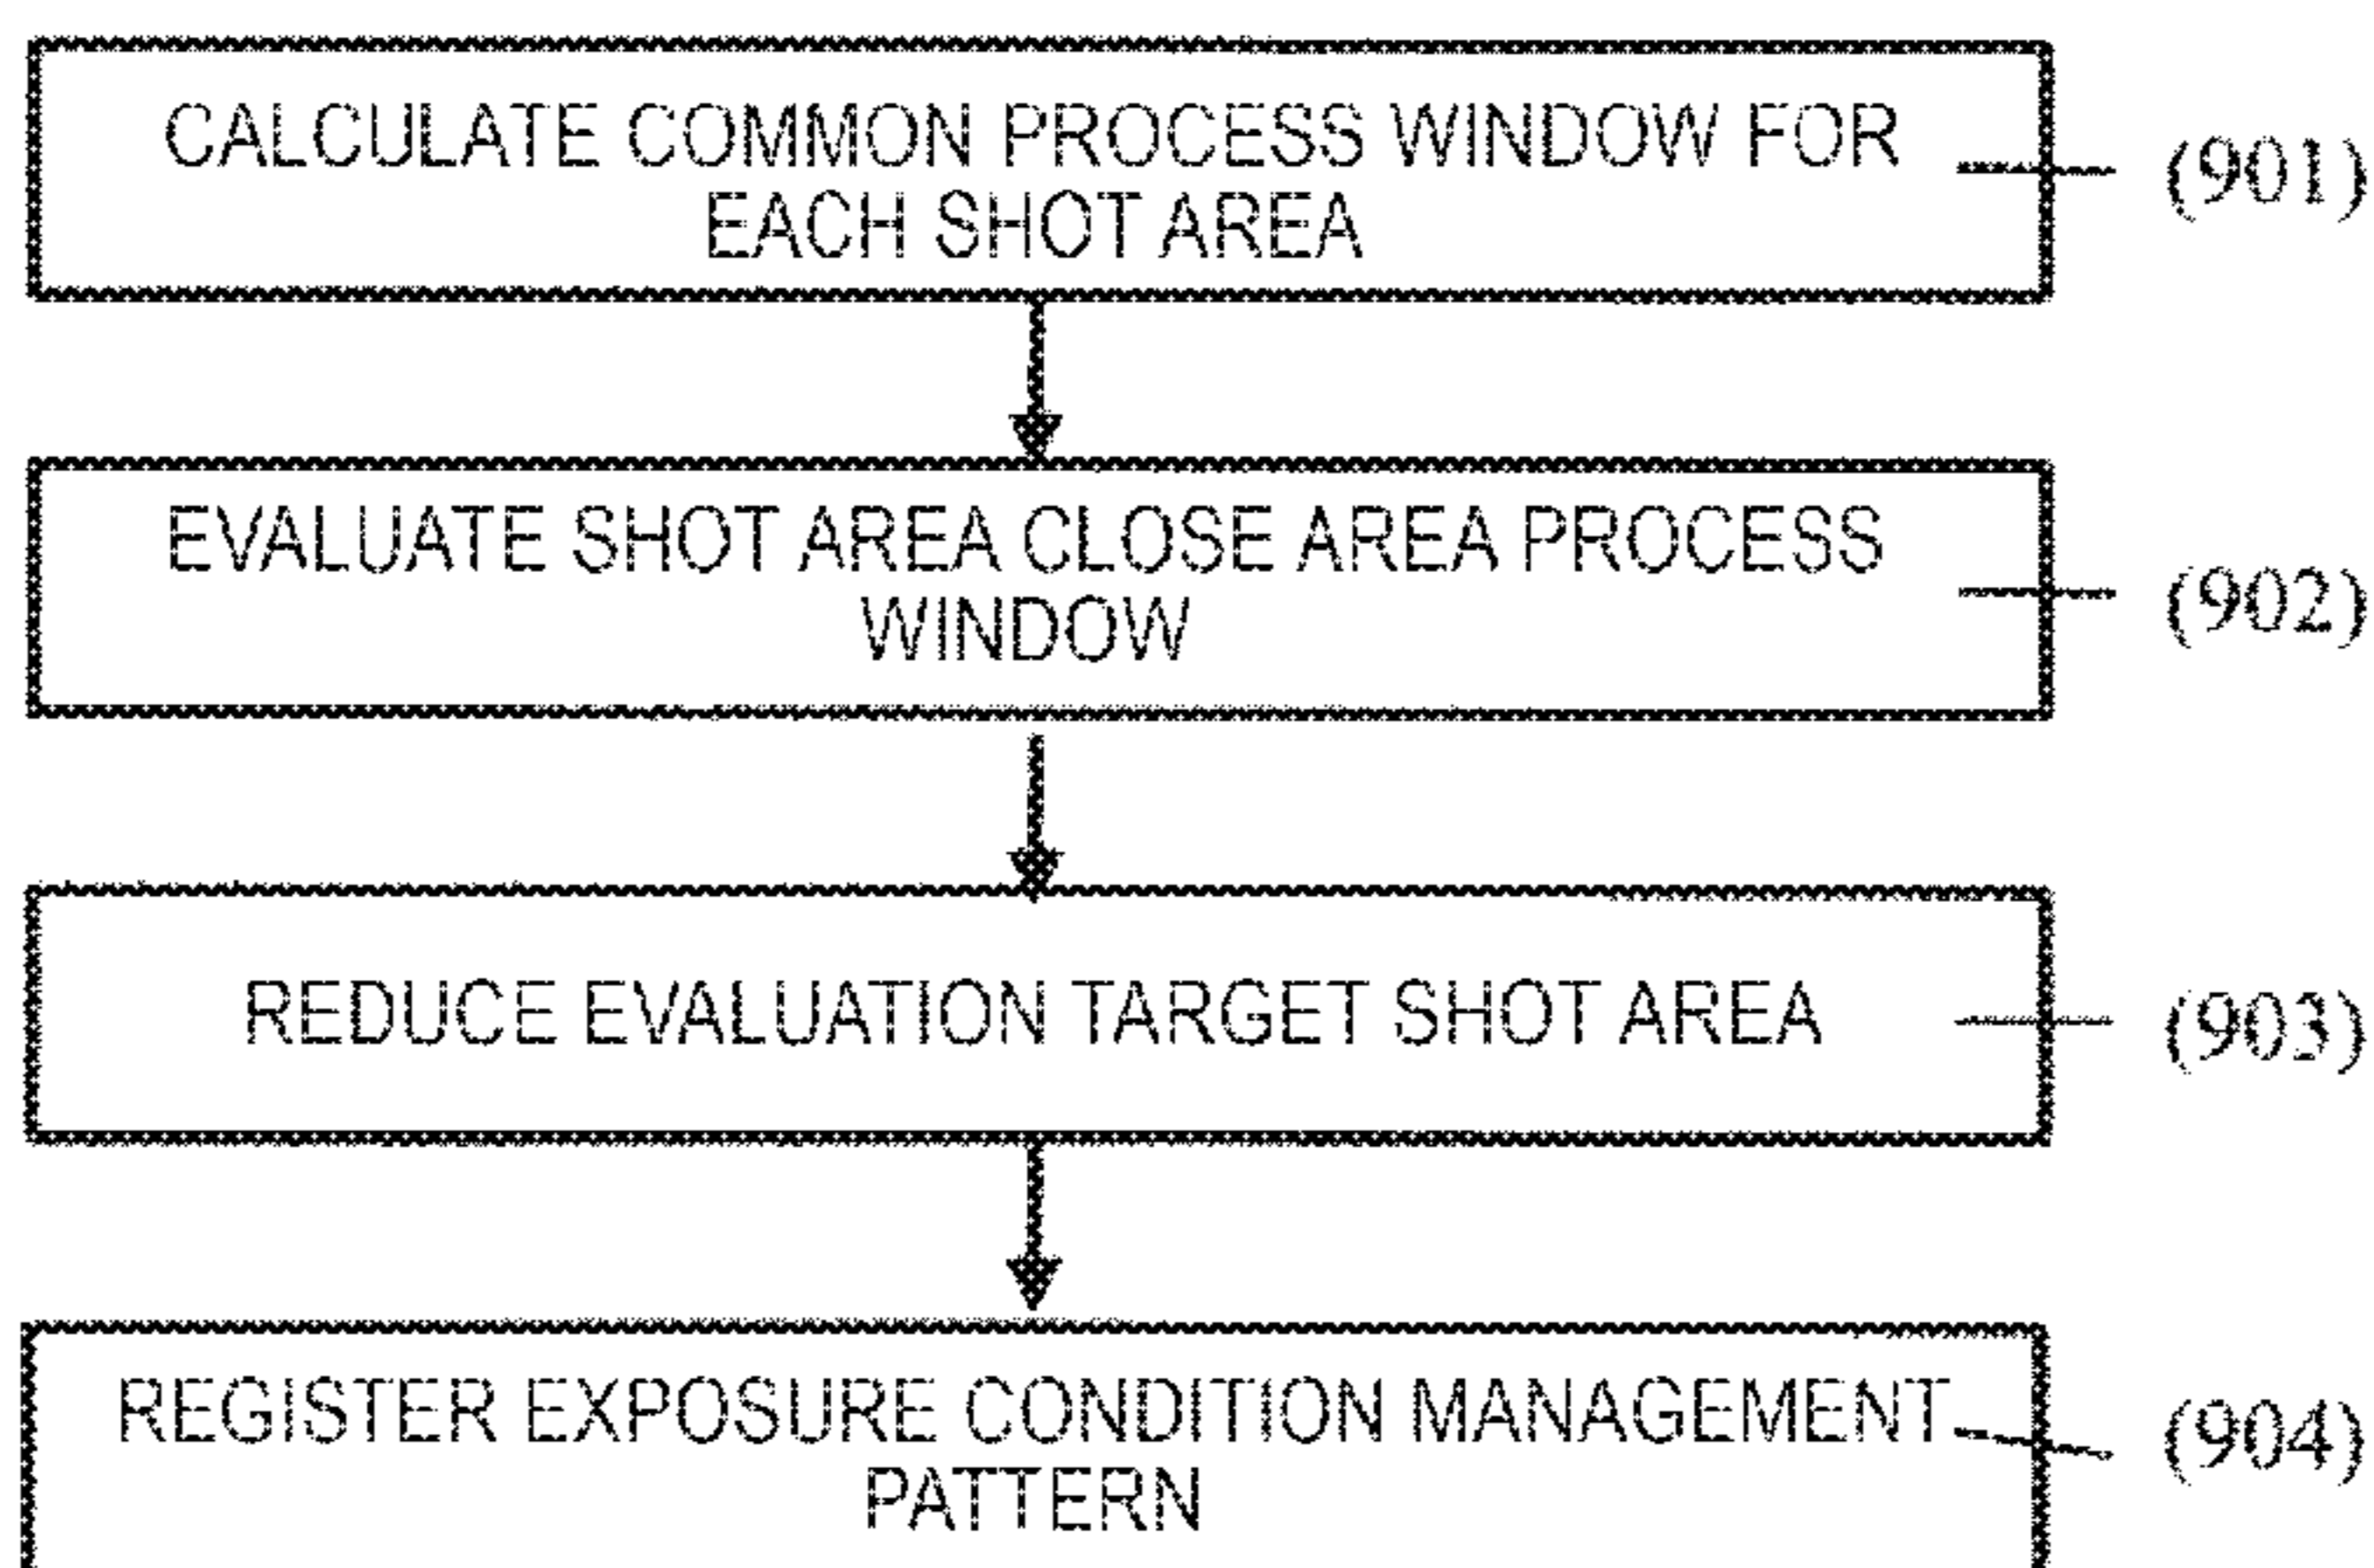 CALCULATE COMMON PROCESS WINDOW FOR
EACH SHOT AREA
(901)
EVALUATE SHOT AREA CLOSE AREA PROCESS
WINDOW
(902)
REDUCE EVALUATION TARGET SHOT AREA
(903)
REGISTER EXPOSURE CONDITION MANAGEMENT
PATTERN
(904)